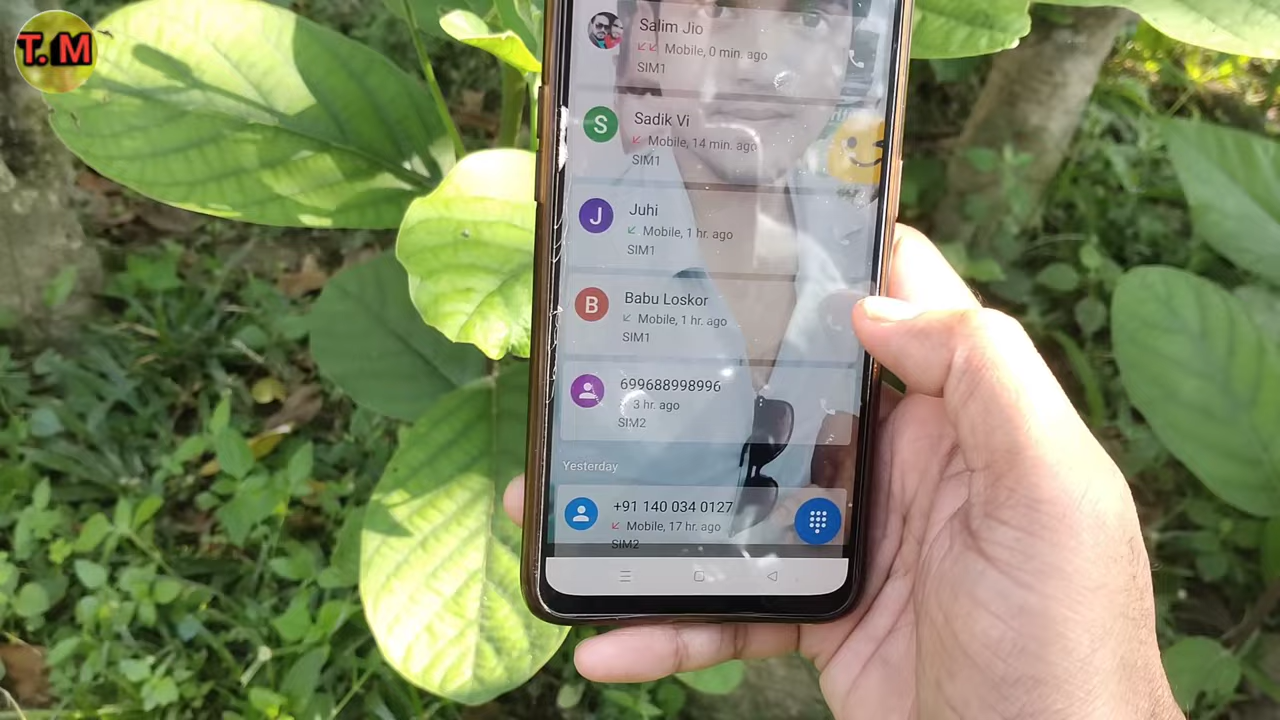 T.M
Salim Jio
Mobile, 0 min. ago
SIM1
S
Sadik Vi
Mobile, 14 min. ago
SIM1
J
Juhi
Mobile, 1 hr. ago
SIM1
B
Babu Loskor
Mobile, 1 hr. ago
SIM1
699688998996
3 hr. ago
SIM2
Yesterday
+91 140 034 0127
Mobile, 17 hr. ago
SIM2